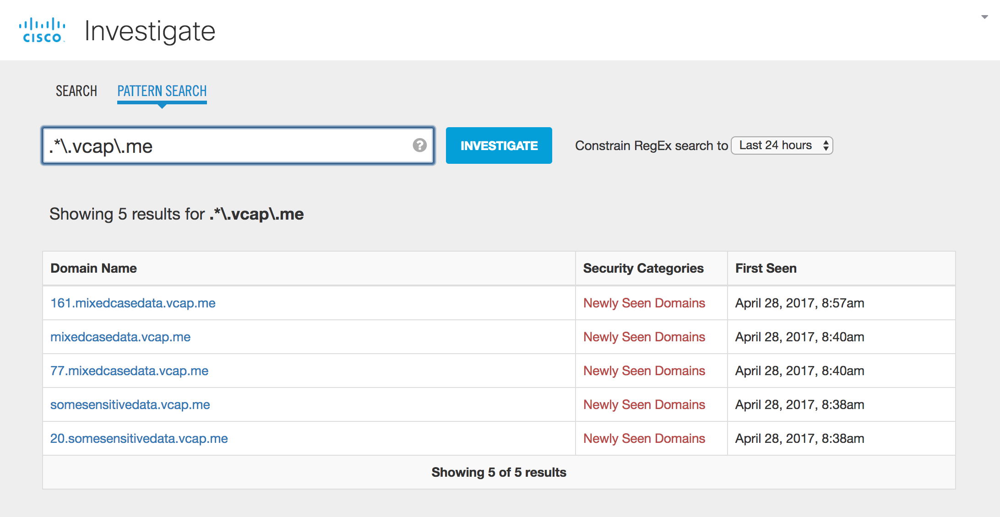 CISCO Investigate
SEARCH PATTERN SEARCH
.*\.vcap\.me ? INVESTIGATE Constrain RegEx search to Last 24 hours
Showing 5 results for .*\.vcap\.me
Domain Name Security Categories First Seen
161.mixedcasedata.vcap.me Newly Seen Domains April 28, 2017, 8:57am
mixedcasedata.vcap.me Newly Seen Domains April 28, 2017, 8:40am
77.mixedcasedata.vcap.me Newly Seen Domains April 28, 2017, 8:40am
somesensitivedata.vcap.me Newly Seen Domains April 28, 2017, 8:38am
20.somesensitivedata.vcap.me Newly Seen Domains April 28, 2017, 8:38am
Showing 5 of 5 results